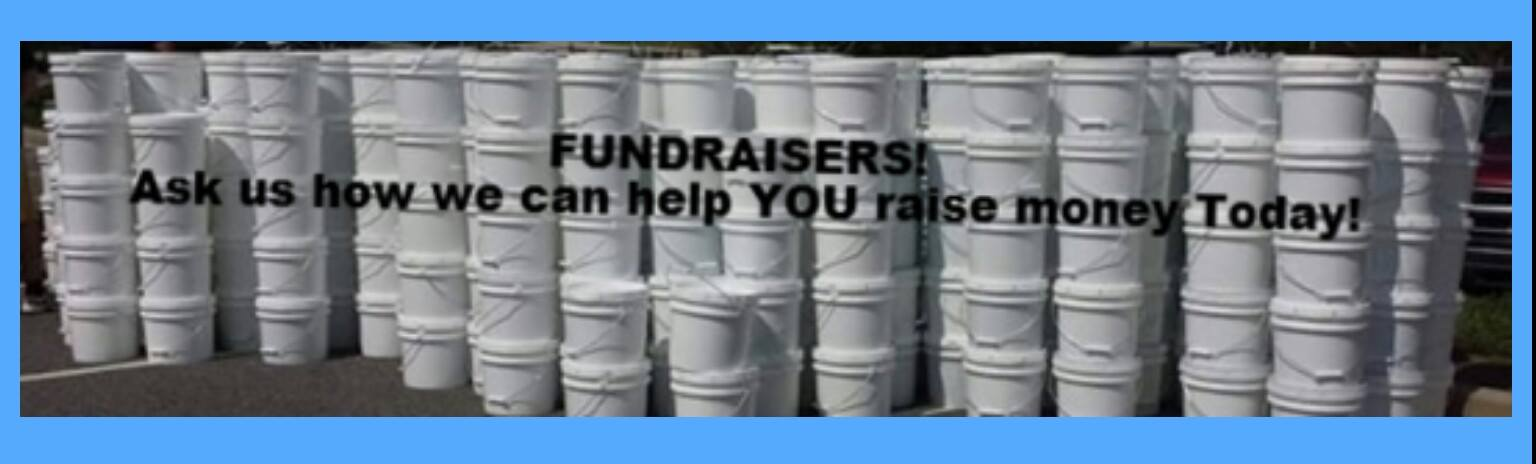 FUNDRAISERS!
Ask us how we can help YOU raise money Today!